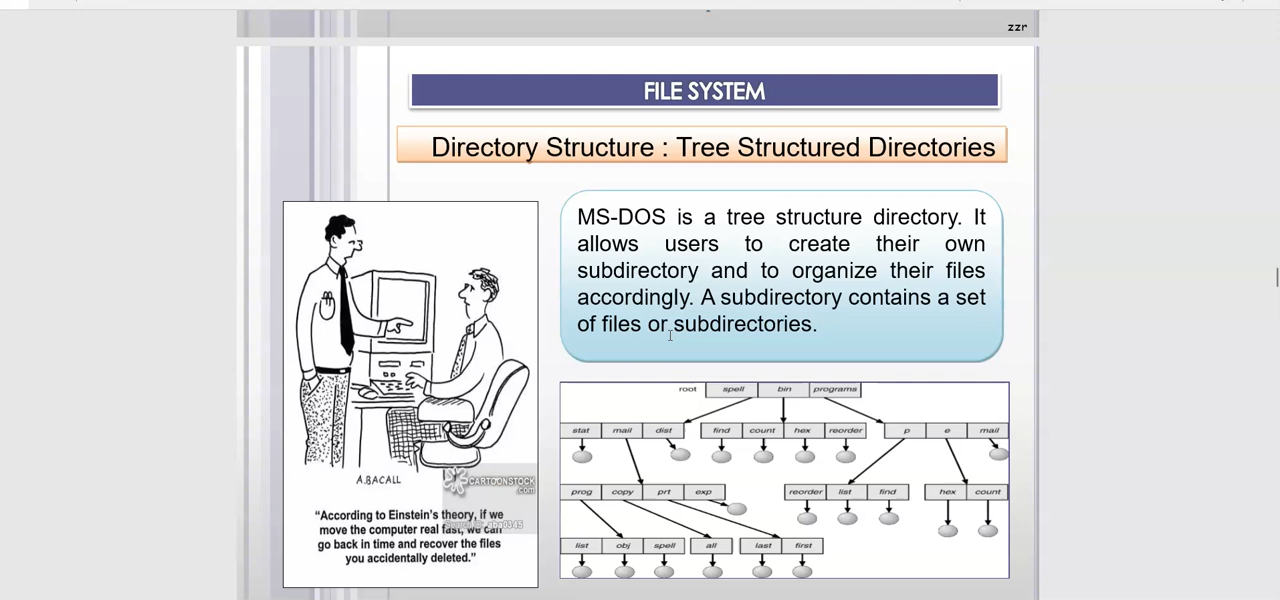 zzr
FILE SYSTEM
Directory Structure : Tree Structured Directories
MS-DOS is a tree structure directory. It
allows users to create their own
subdirectory and to organize their files
accordingly. A subdirectory contains a set
of files or subdirectories.
A.BACALL
CARTOONSTOCK
.com
"According to Einstein's theory, if we
move the computer real fast, we can
go back in time and recover the files
you accidentally deleted."
root spell bin programs
stat mail dist find count hex reorder p e mail
prog copy prt exp reorder list find hex count
list obj spell all last first